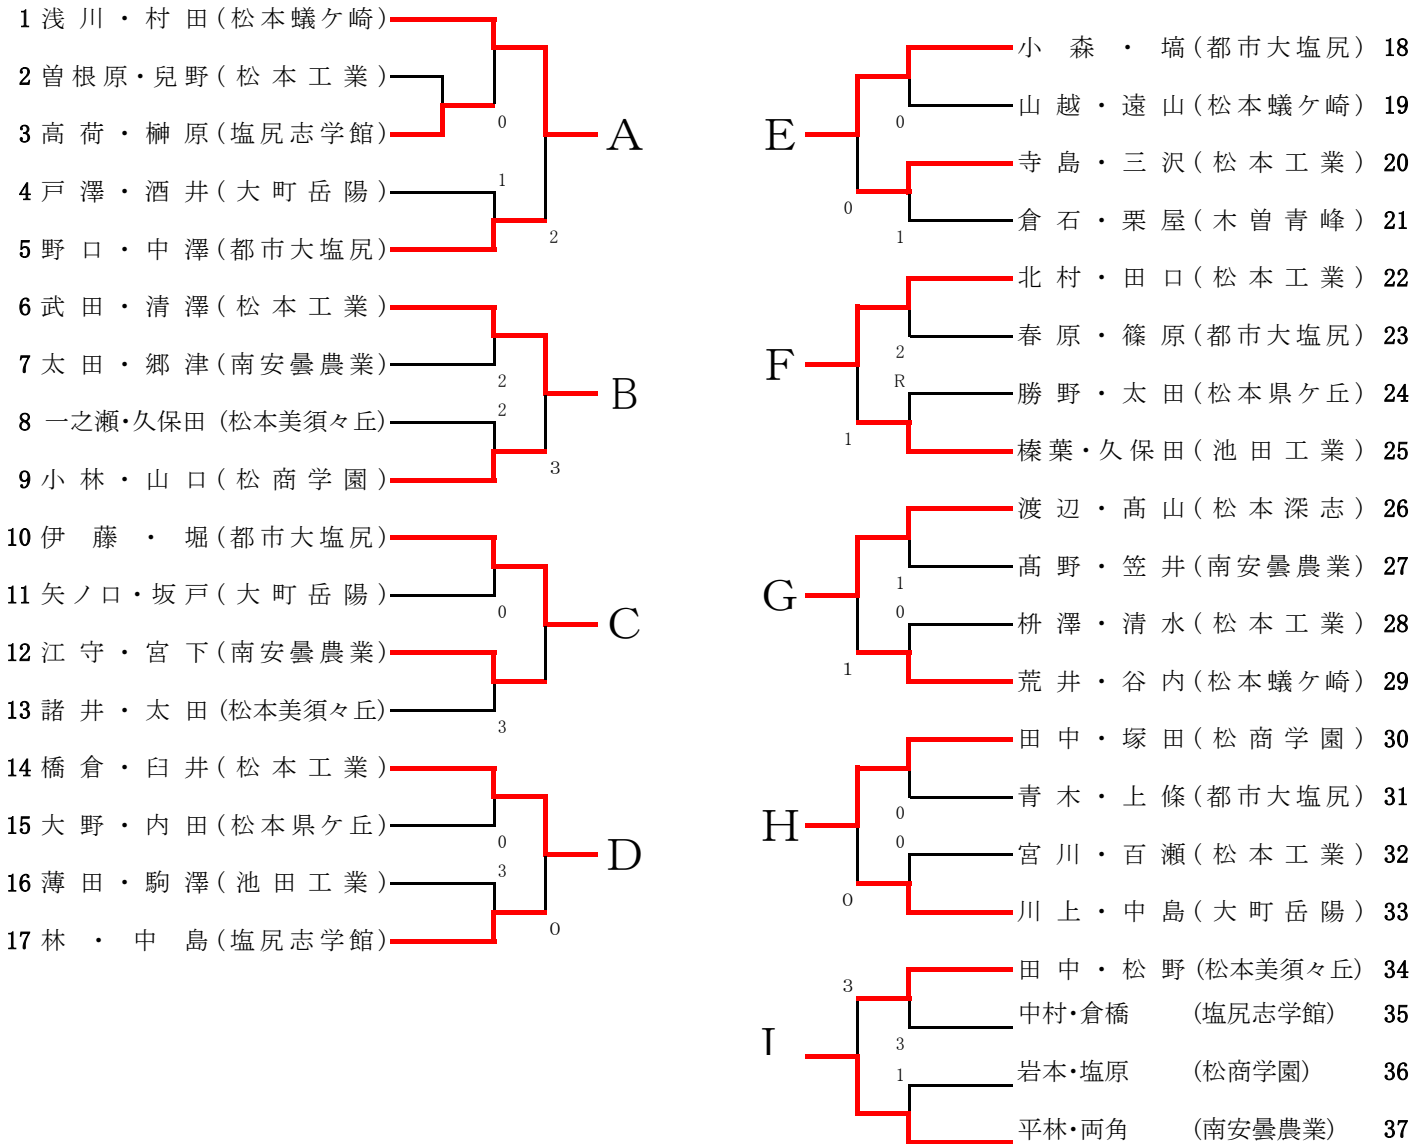 1 浅川・村田(松本蟻ケ崎)
2 曽根原・兒野(松本工業)
3 高荷・榊原(塩尻志学館)
0
A
4 戸澤・酒井(大町岳陽)
1
5 野口・中澤(都市大塩尻)
2
6 武田・清澤(松本工業)
7 太田・郷津(南安曇農業)
2
B
8 一之瀬・久保田(松本美須々丘)
2
9 小林・山口(松商学園)
3
10 伊藤・堀(都市大塩尻)
11 矢ノ口・坂戸(大町岳陽)
0
C
12 江守・宮下(南安曇農業)
13 諸井・太田(松本美須々丘)
3
14 橋倉・臼井(松本工業)
15 大野・内田(松本県ケ丘)
0
D
16 薄田・駒澤(池田工業)
3
17 林・中島(塩尻志学館)
0
小森・塙(都市大塩尻) 18
山越・遠山(松本蟻ケ崎) 19
0
E
寺島・三沢(松本工業) 20
0
倉石・栗屋(木曽青峰) 21
1
北村・田口(松本工業) 22
春原・篠原(都市大塩尻) 23
2
F
R
勝野・太田(松本県ケ丘) 24
1
榛葉・久保田(池田工業) 25
渡辺・髙山(松本深志) 26
髙野・笠井(南安曇農業) 27
1
G
0
枡澤・清水(松本工業) 28
1
荒井・谷内(松本蟻ケ崎) 29
田中・塚田(松商学園) 30
青木・上條(都市大塩尻) 31
0
H
0
宮川・百瀬(松本工業) 32
0
川上・中島(大町岳陽) 33
田中・松野(松本美須々丘) 34
3
中村・倉橋(塩尻志学館) 35
3
I
1
岩本・塩原(松商学園) 36
平林・両角(南安曇農業) 37